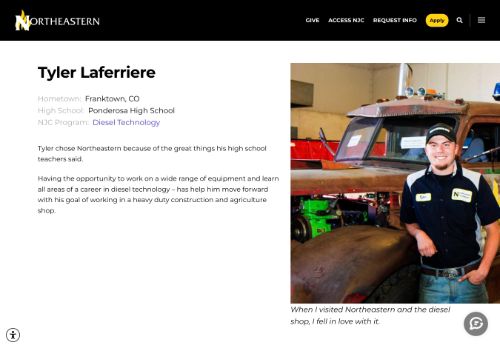 NORTHEASTERN
GIVE ACCESS NJC REQUEST INFO Apply
Tyler Laferriere
Hometown: Franktown, CO
High School: Ponderosa High School
NJC Program: Diesel Technology
Tyler chose Northeastern because of the great things his high school
teachers said.
Having the opportunity to work on a wide range of equipment and learn
all areas of a career in diesel technology – has help him move forward
with his goal of working in a heavy duty construction and agriculture
shop.
When I visited Northeastern and the diesel
shop, I fell in love with it.